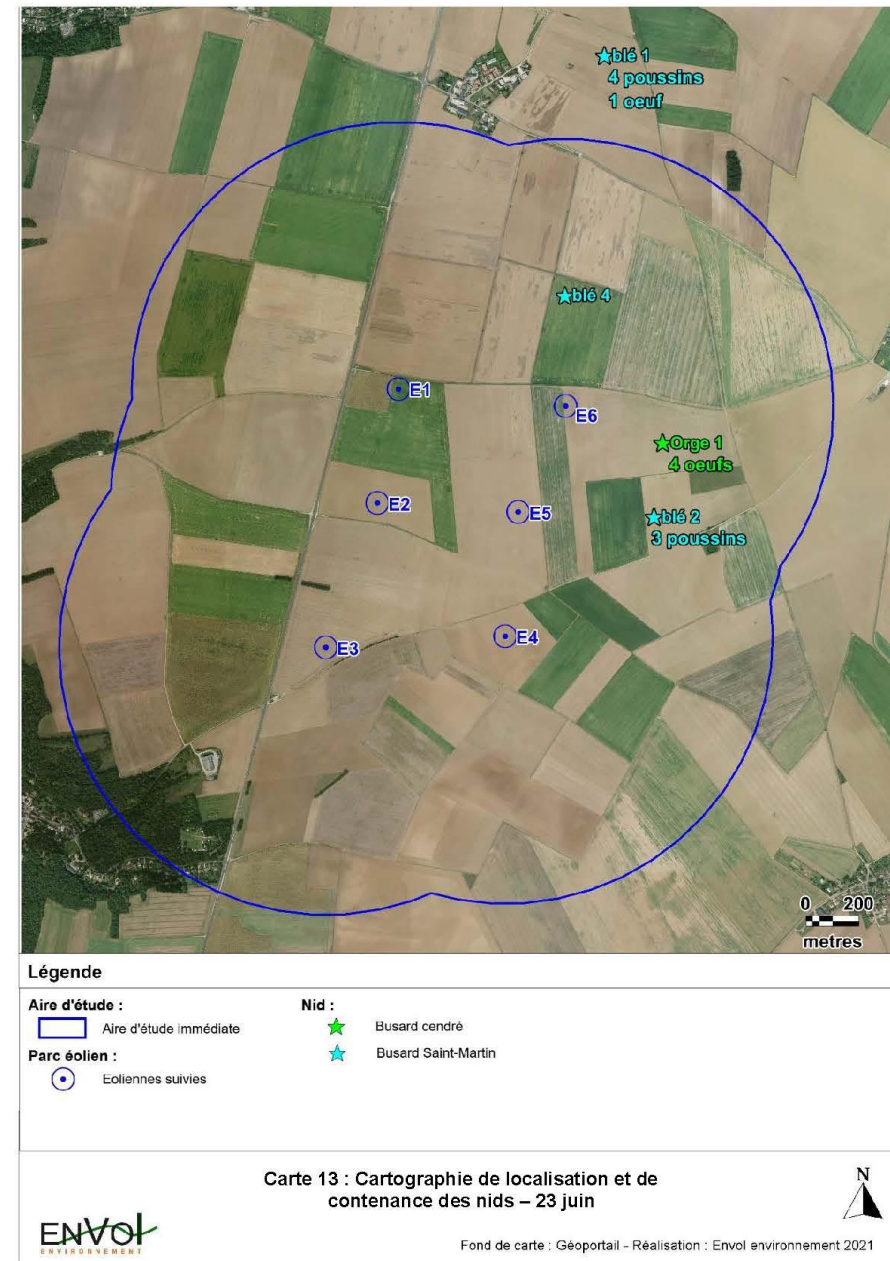 blé 1
4 poussins
1 oeuf
blé 4
E1
E6
Orge 1
4 oeufs
E2
E5
blé 2
3 poussins
E3
E4
0 200
metres
Légende
Aire d'étude :
Aire d'étude immédiate
Parc éolien :
Eoliennes suivies
Nid :
Busard cendré
Busard Saint-Martin
Carte 13 : Cartographie de localisation et de
contenance des nids – 23 juin
N
ENVOL
ENVIRONNEMENT
Fond de carte : Géoportail - Réalisation : Envol environnement 2021